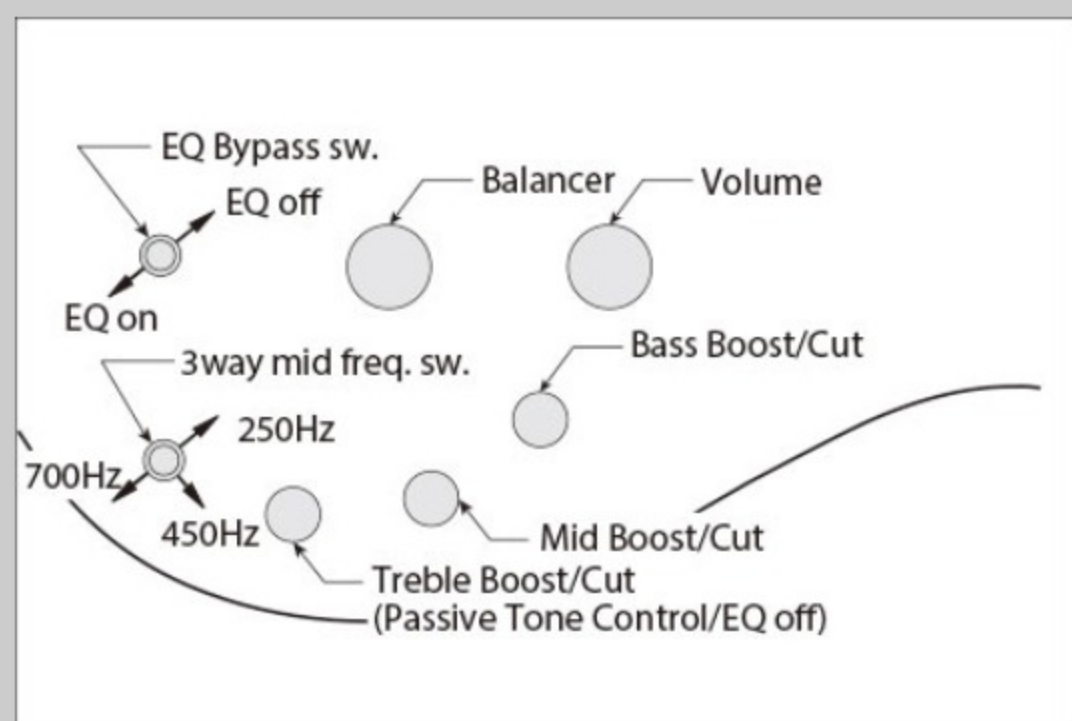 EQ Bypass sw.
EQ off
Balancer
Volume
EQ on
3way mid freq. sw.
Bass Boost/Cut
250Hz
700Hz
450Hz
Mid Boost/Cut
Treble Boost/Cut
(Passive Tone Control/EQ off)